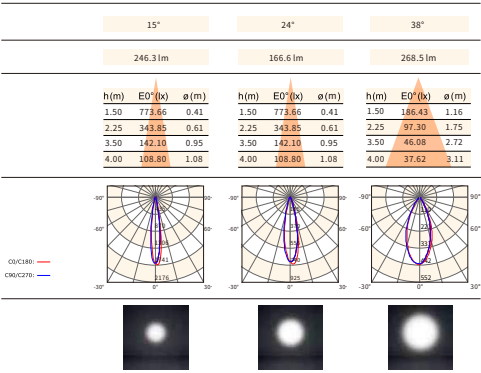 15° 24° 38°
246.3 lm 166.6 lm 268.5 lm
h(m) E0°(lx) ø(m) h(m) E0°(lx) ø(m) h(m) E0°(lx) ø(m)
1.50 773.66 0.41 1.50 773.66 0.41 1.50 186.43 1.16
2.25 343.85 0.61 2.25 343.85 0.61 2.25 97.30 1.75
3.50 142.10 0.95 3.50 142.10 0.95 3.50 46.08 2.72
4.00 108.80 1.08 4.00 108.80 1.08 4.00 37.62 3.11
-90° 90° -90° 90° -90° 90°
-60° 60° -60° 60° -60° 60°
1306 331
C0/C180:
1741 442
C90/C270:
2176 925 552
-30° 0° 30° -30° 0° 30° -30° 0° 30°